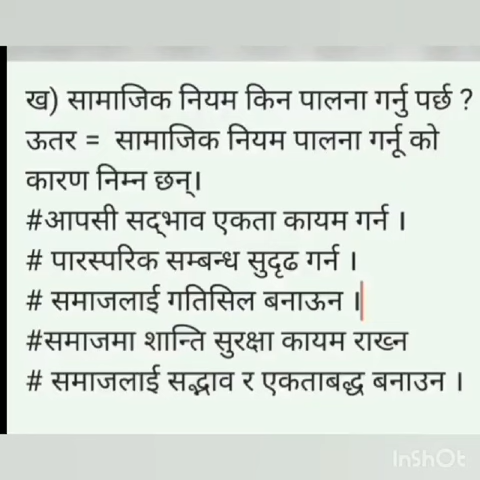 ख) सामाजिक नियम किन पालना गर्नु पर्छ ?
ऊतर = सामाजिक नियम पालना गर्नू को
कारण निम्न छन्।
#आपसी सद्भाव एकता कायम गर्न ।
# पारस्परिक सम्बन्ध सुदृढ गर्न ।
# समाजलाई गतिसिल बनाऊन ।
#समाजमा शान्ति सुरक्षा कायम राख्न
# समाजलाई सद्भाव र एकताबद्ध बनाउन ।
InShOt